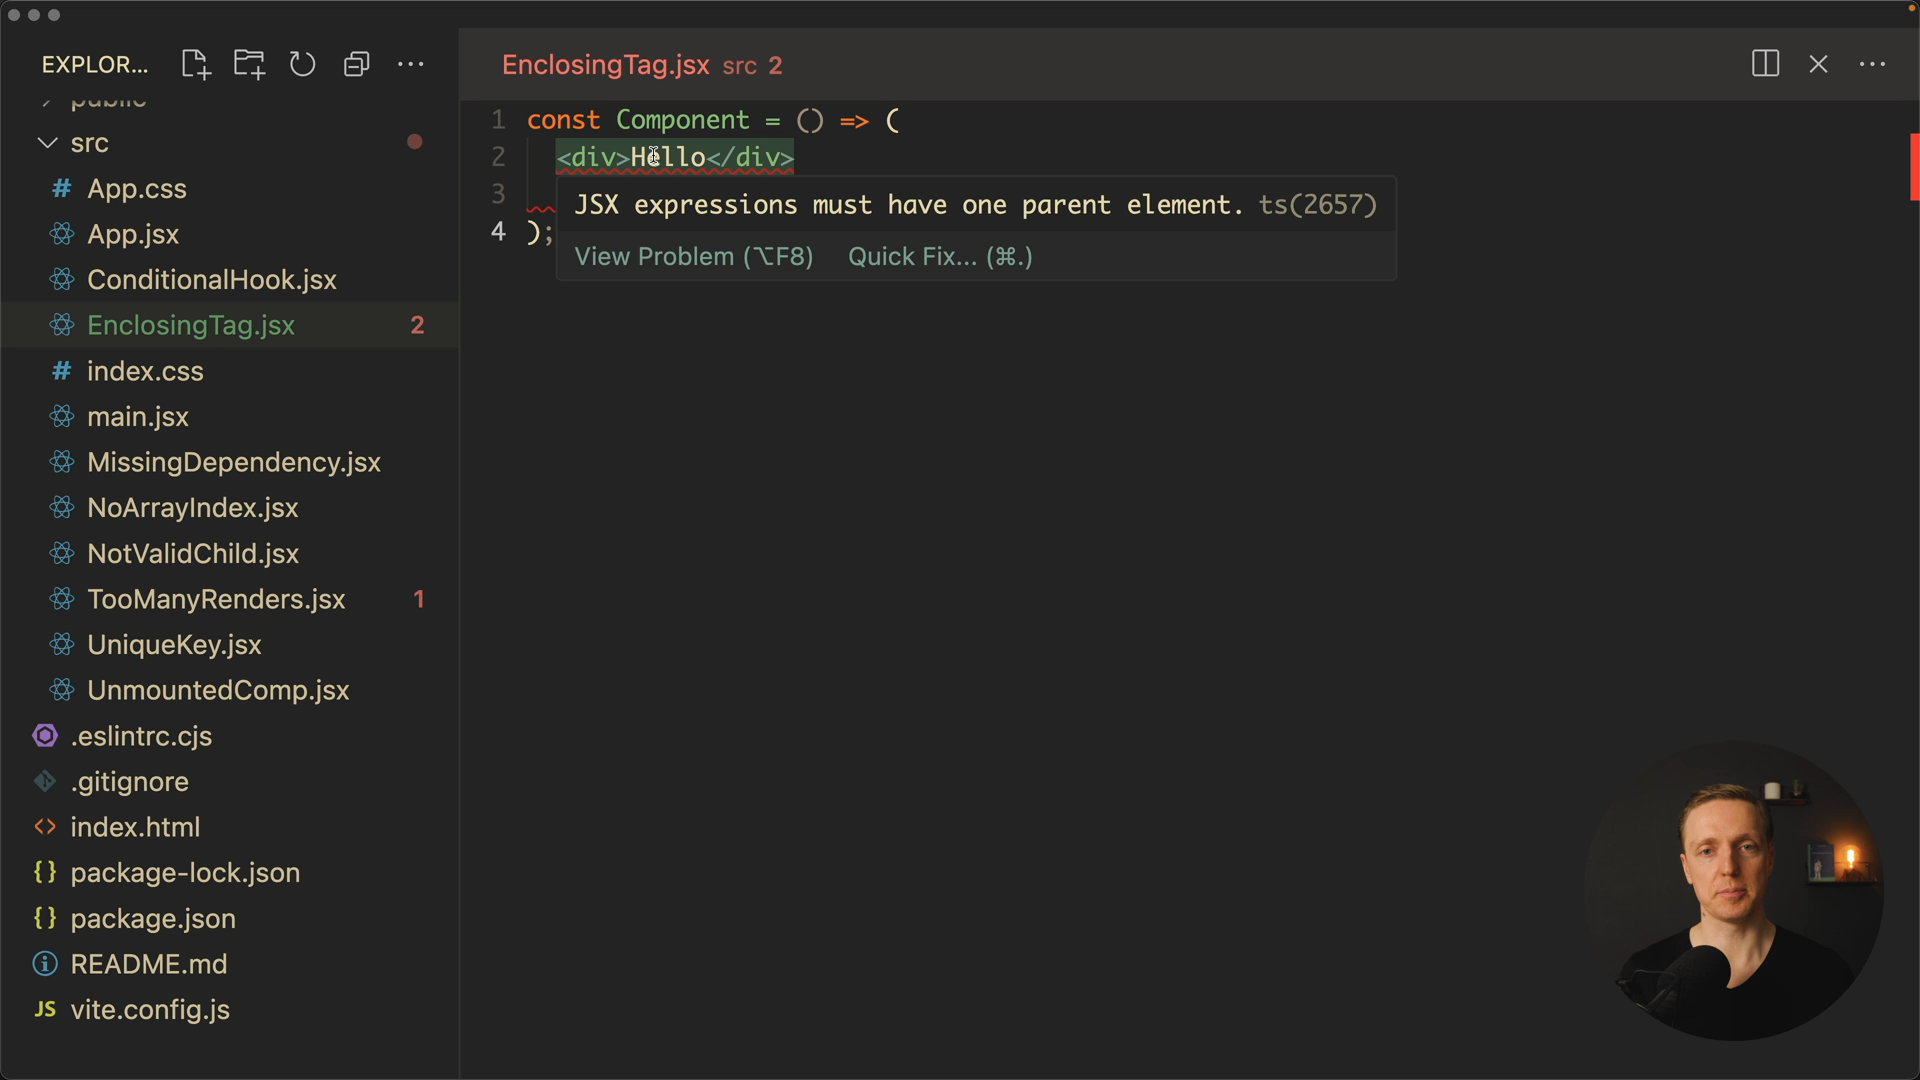 EXPLOR...
EnclosingTag.jsx src 2
public
src
# App.css
App.jsx
ConditionalHook.jsx
EnclosingTag.jsx 2
# index.css
main.jsx
MissingDependency.jsx
NoArrayIndex.jsx
NotValidChild.jsx
TooManyRenders.jsx 1
UniqueKey.jsx
UnmountedComp.jsx
.eslintrc.cjs
.gitignore
<> index.html
{} package-lock.json
{} package.json
README.md
JS vite.config.js
1 const Component = () => (
2 <div>Hello</div>
3
4 );
JSX expressions must have one parent element. ts(2657)
View Problem (⌥F8) Quick Fix... (⌘.)